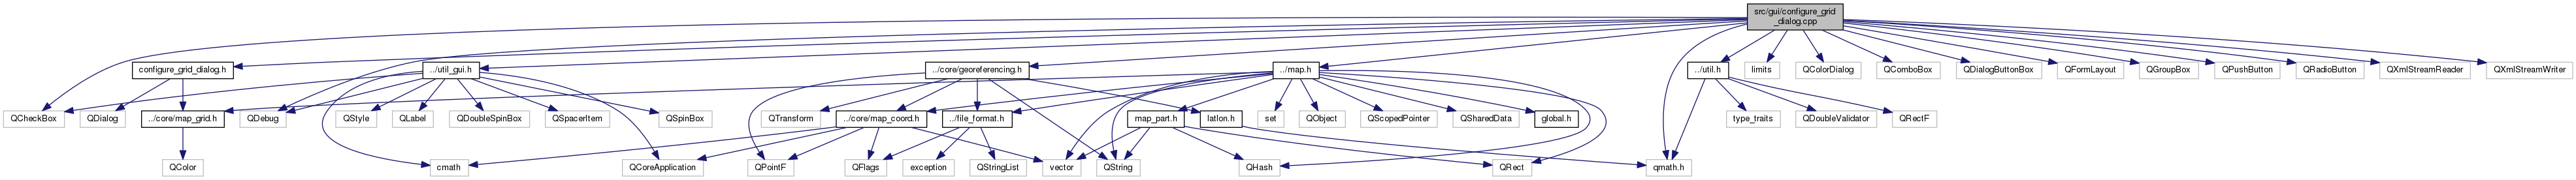 src/gui/configure_grid
_dialog.cpp
configure_grid_dialog.h
../util_gui.h
../core/georeferencing.h
../map.h
../util.h
limits
QColorDialog
QComboBox
QDialogButtonBox
QFormLayout
QGroupBox
QPushButton
QRadioButton
QXmlStreamReader
QXmlStreamWriter
QCheckBox
QDialog
../core/map_grid.h
QDebug
QStyle
QLabel
QDoubleSpinBox
QSpacerItem
QSpinBox
QTransform
../core/map_coord.h
../file_format.h
map_part.h
latlon.h
set
QObject
QScopedPointer
QSharedData
global.h
type_traits
QDoubleValidator
QRectF
QColor
cmath
QCoreApplication
QPointF
QFlags
exception
QStringList
vector
QString
QHash
QRect
qmath.h